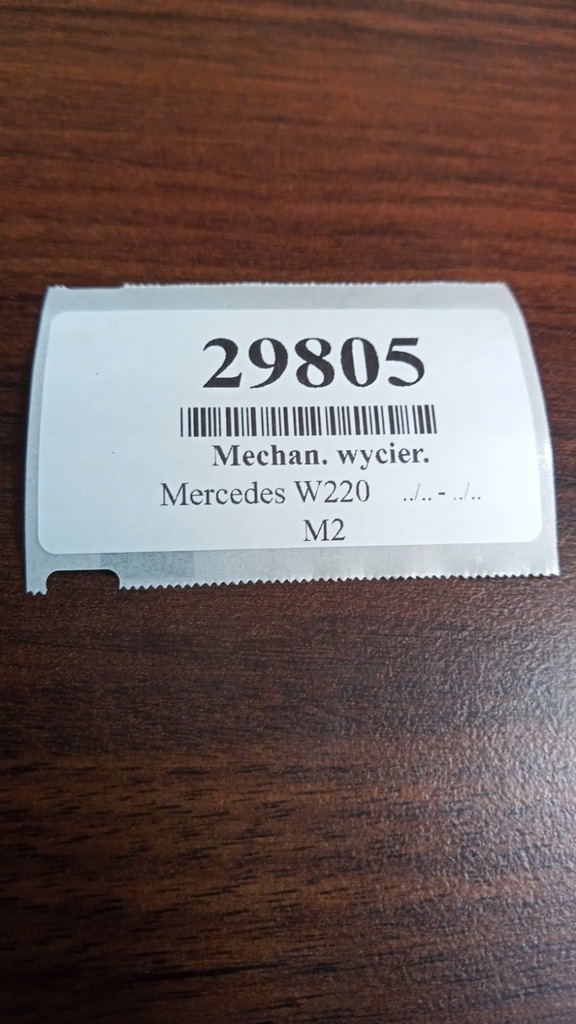 29805
Mechan. wycier.
Mercedes W220 ../.. - ../..
M2